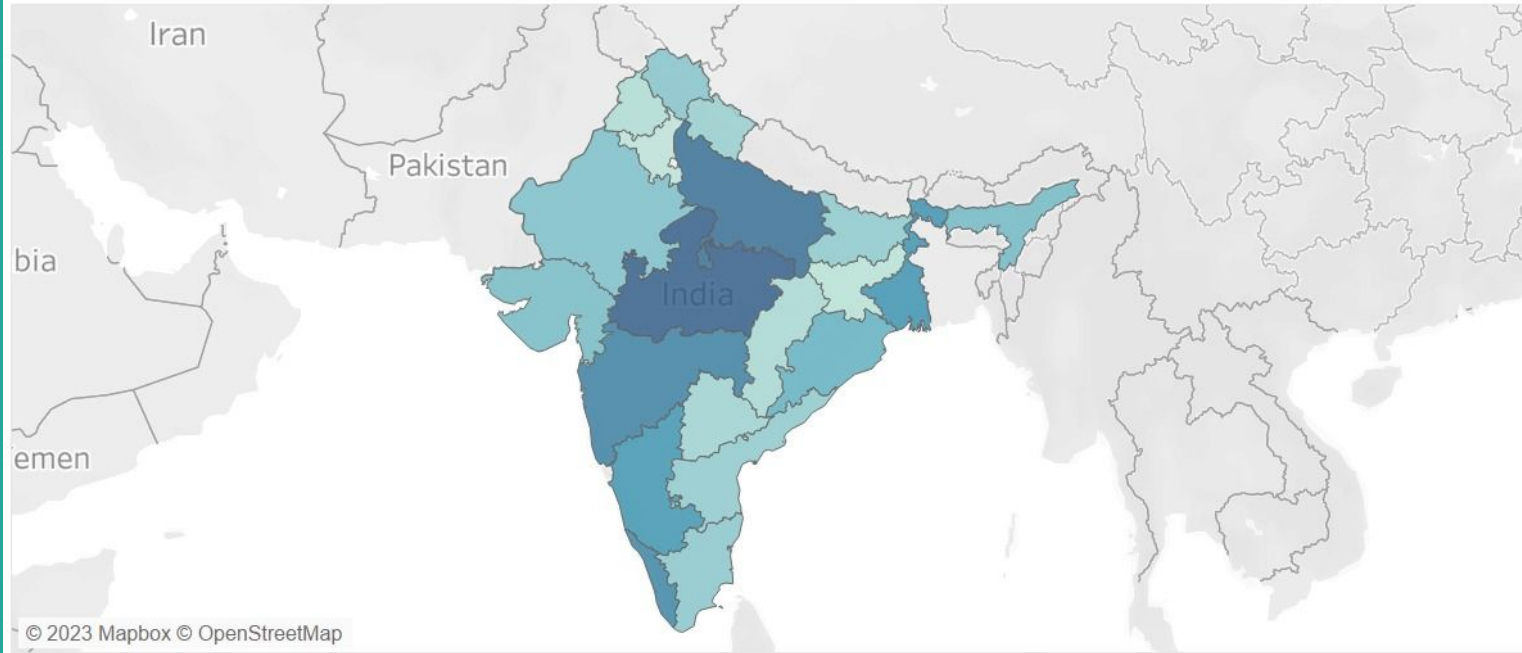 Iran
Pakistan
bia
India
emen
© 2023 Mapbox © OpenStreetMap